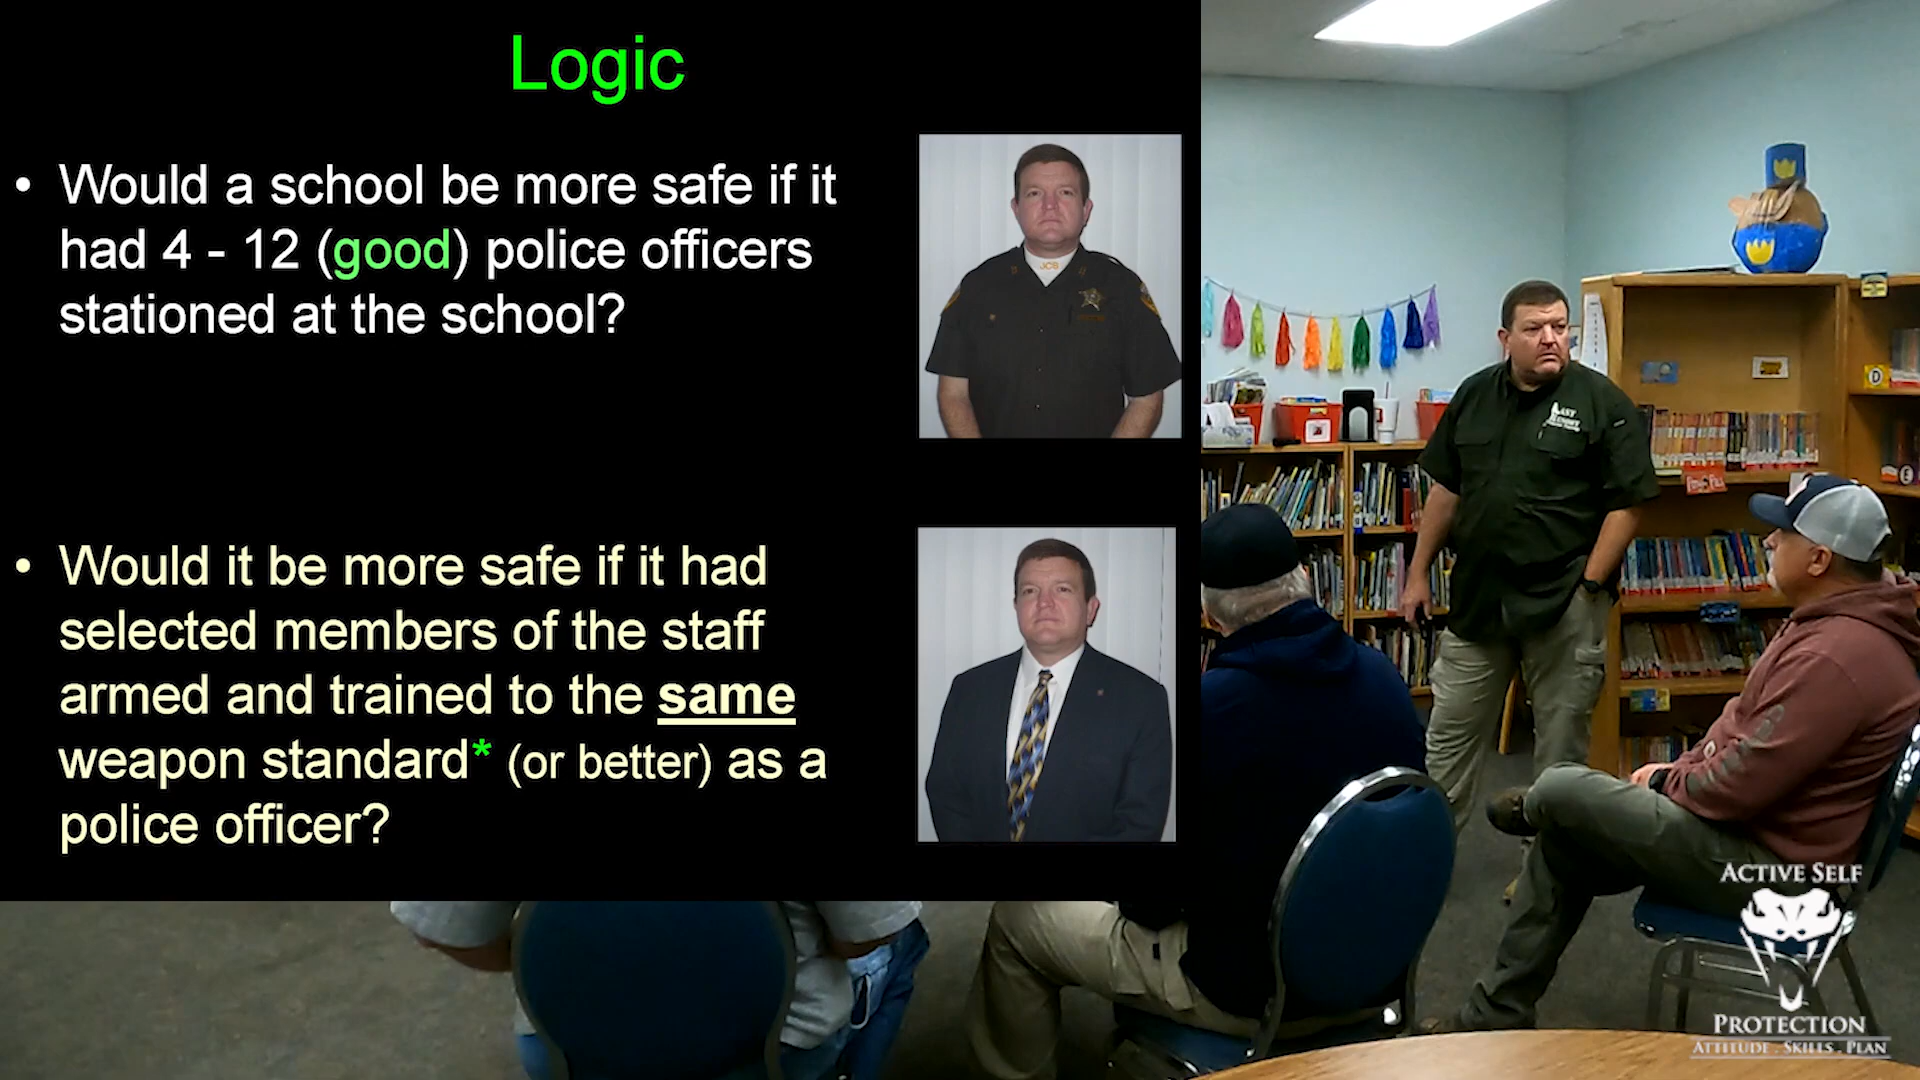 Logic
• Would a school be more safe if it
had 4 - 12 (good) police officers
stationed at the school?
• Would it be more safe if it had
selected members of the staff
armed and trained to the same
weapon standard* (or better) as a
police officer?
JCS
D
E
ACTIVE SELF
PROTECTION
ATTITUDE . SKILLS . PLAN